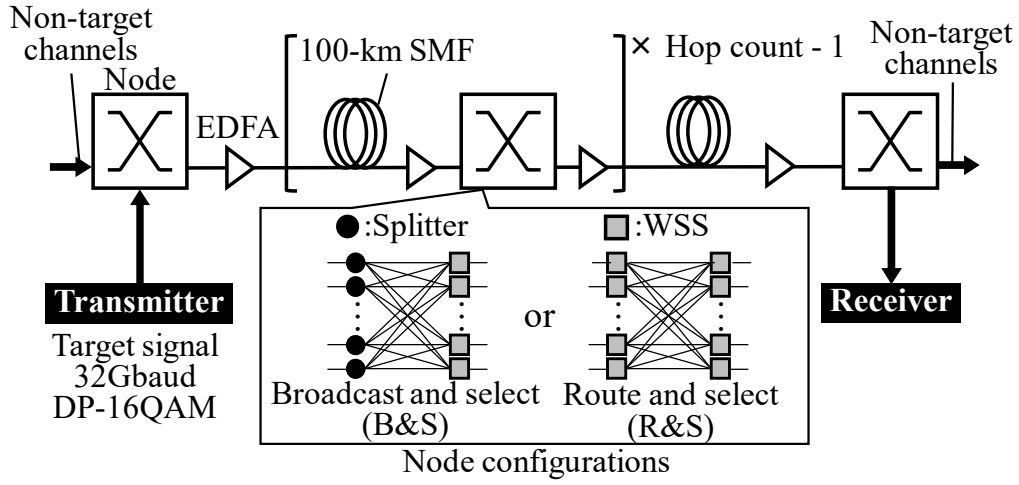 Non-target
channels
Node
EDFA
100-km SMF
× Hop count - 1
Non-target
channels
Transmitter
Target signal
32Gbaud
DP-16QAM
:Splitter
:WSS
or
Broadcast and select
(B&S)
Route and select
(R&S)
Receiver
Node configurations